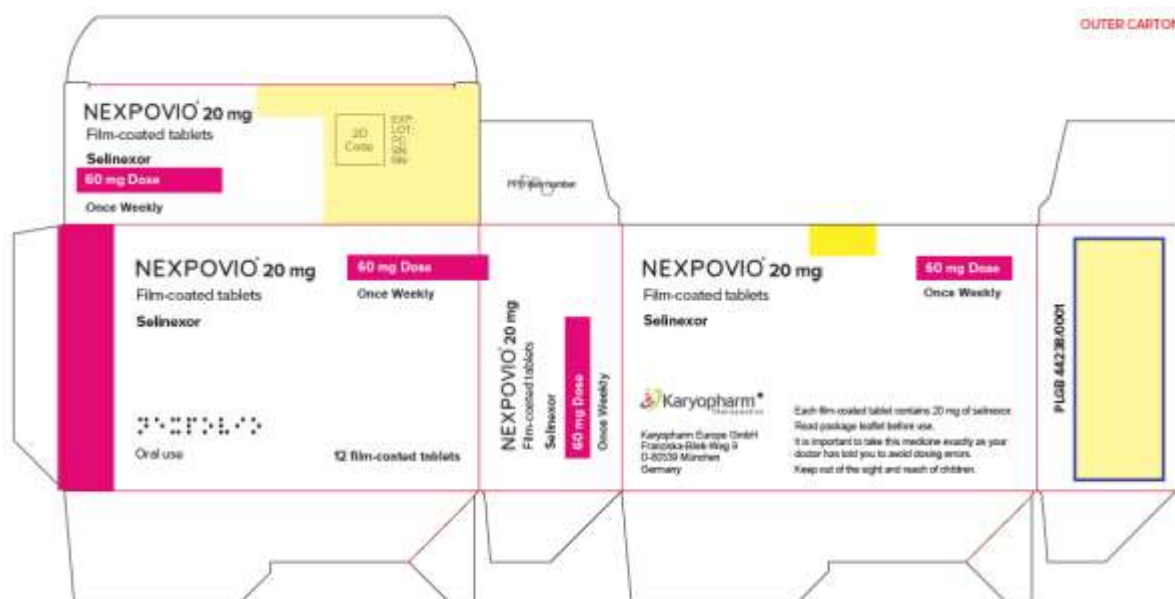 OUTER CARTON
NEXPOVIO® 20 mg
Film-coated tablets
Selinexor
60 mg Dose
Once Weekly
2D
Code
EXP:
LOT:
PC:
SN:
NN:
NEXPOVIO® 20 mg
Film-coated tablets
Selinexor
60 mg Dose
Once Weekly
⠝⠑⠭⠏⠕⠧⠊⠕
Oral use
12 film-coated tablets
NEXPOVIO® 20 mg
Film-coated tablets
Selinexor
60 mg Dose
Once Weekly
NEXPOVIO® 20 mg
Film-coated tablets
Selinexor
60 mg Dose
Once Weekly
Karyopharm
Therapeutics
Karyopharm Europe GmbH
Franziska-Bilek-Weg 9
D-80339 München
Germany
Each film-coated tablet contains 20 mg of selinexor.
Read package leaflet before use.
It is important to take this medicine exactly as your
doctor has told you to avoid dosing errors.
Keep out of the sight and reach of children.
PLGB 44238/0001